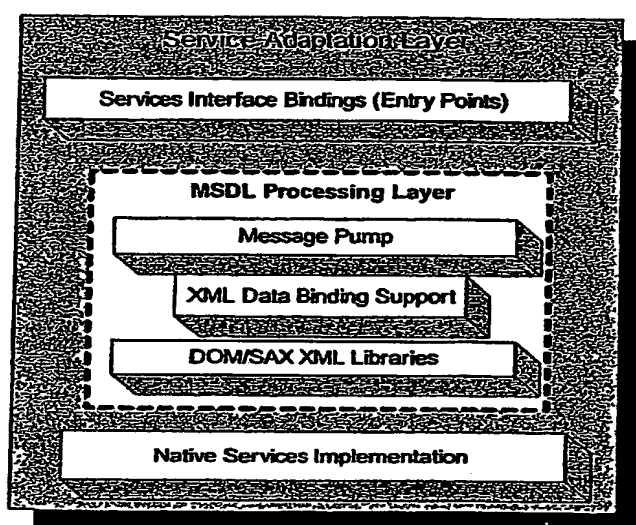 Service Adaptation Layer
Services Interface Bindings (Entry Points)
MSDL Processing Layer
Message Pump
XML Data Binding Support
DOM/SAX XML Libraries
Native Services Implementation